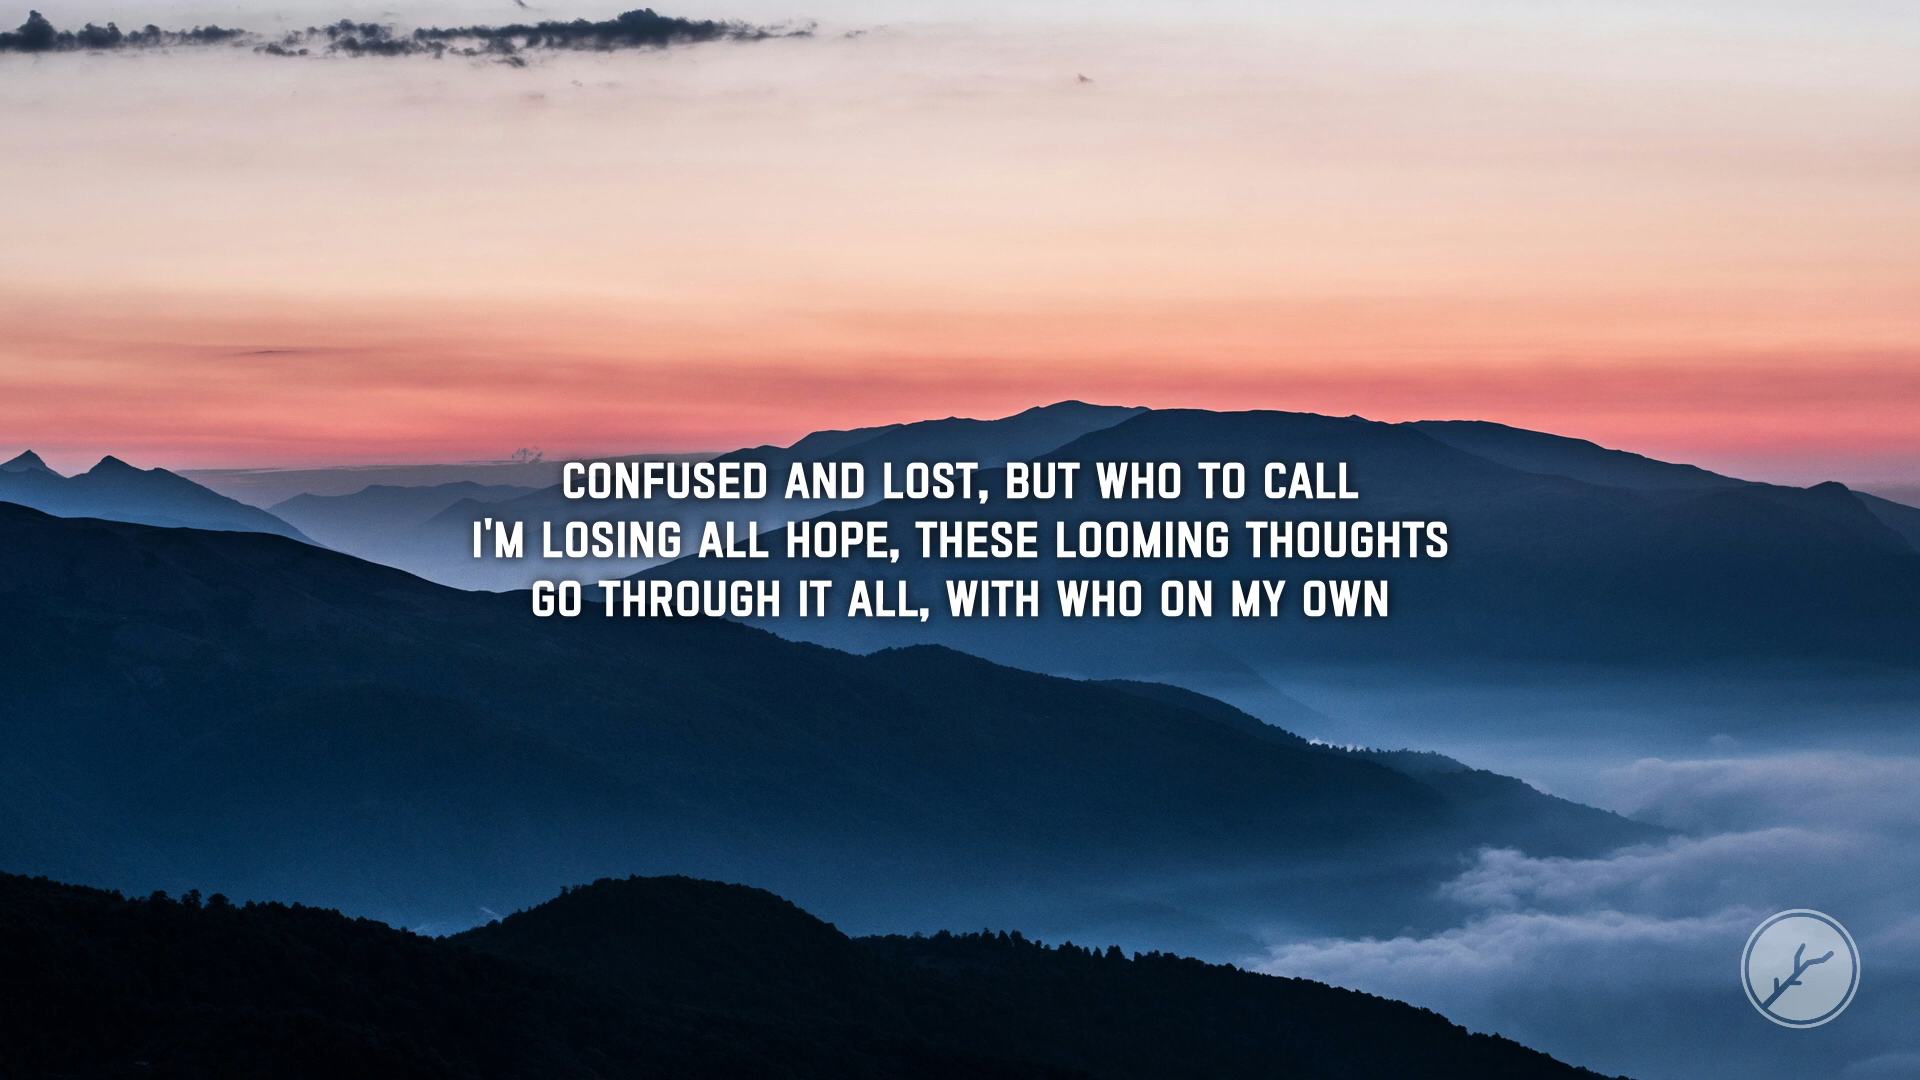 CONFUSED AND LOST, BUT WHO TO CALL
I'M LOSING ALL HOPE, THESE LOOMING THOUGHTS
GO THROUGH IT ALL, WITH WHO ON MY OWN